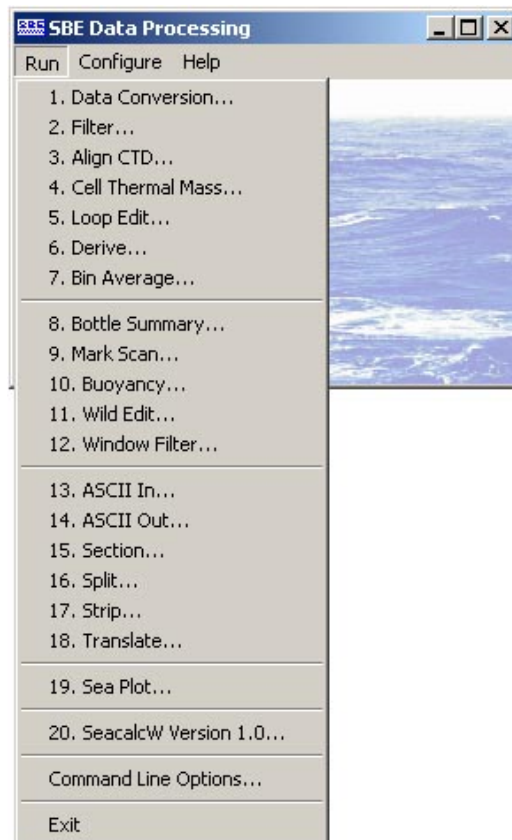 SBE SBE Data Processing
Run Configure Help
1. Data Conversion...
2. Filter...
3. Align CTD...
4. Cell Thermal Mass...
5. Loop Edit...
6. Derive...
7. Bin Average...
8. Bottle Summary...
9. Mark Scan...
10. Buoyancy...
11. Wild Edit...
12. Window Filter...
13. ASCII In...
14. ASCII Out...
15. Section...
16. Split...
17. Strip...
18. Translate...
19. Sea Plot...
20. SeacalcW Version 1.0...
Command Line Options...
Exit